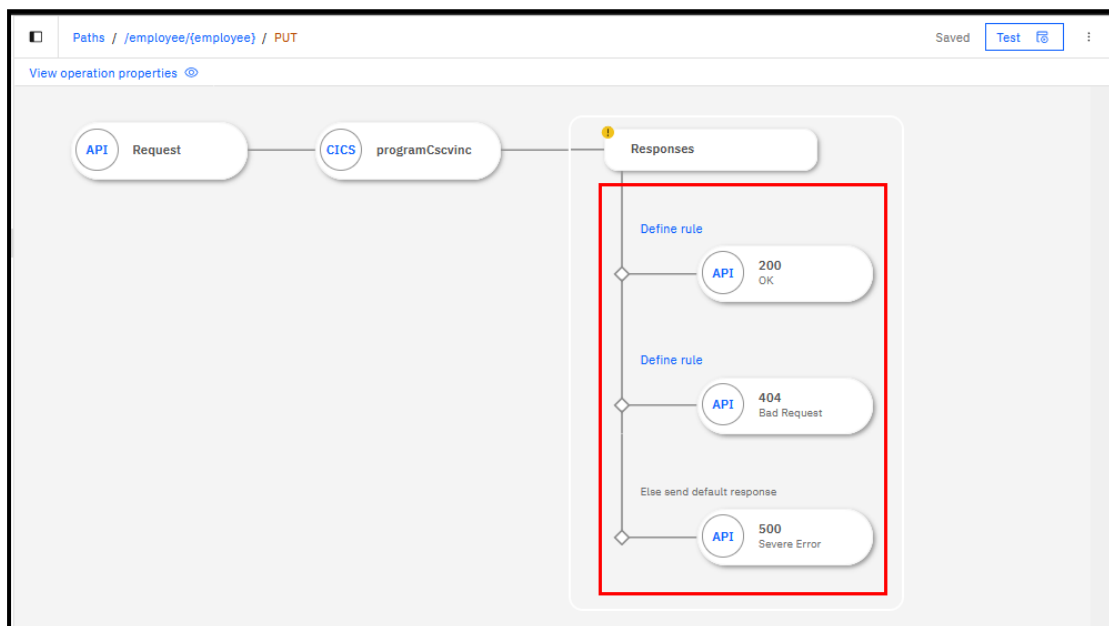 Paths / /employee/{employee} / PUT
Saved
Test
View operation properties
API Request
CICS programCscvinc
! Responses
Define rule
API 200
OK
Define rule
API 404
Bad Request
Else send default response
API 500
Severe Error